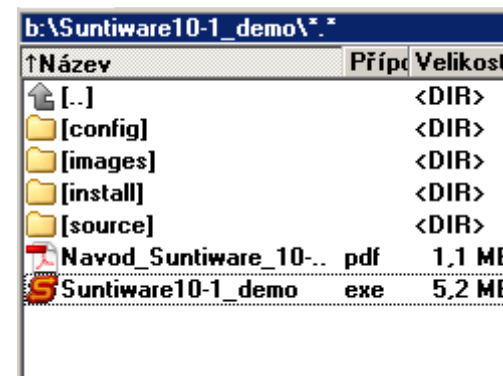 b:\Suntiware10-1_demo\*.*
↑Název Přípo Velikost
[..] <DIR>
[config] <DIR>
[images] <DIR>
[install] <DIR>
[source] <DIR>
Navod_Suntiware_10-.. pdf 1,1 MB
Suntiware10-1_demo exe 5,2 MB